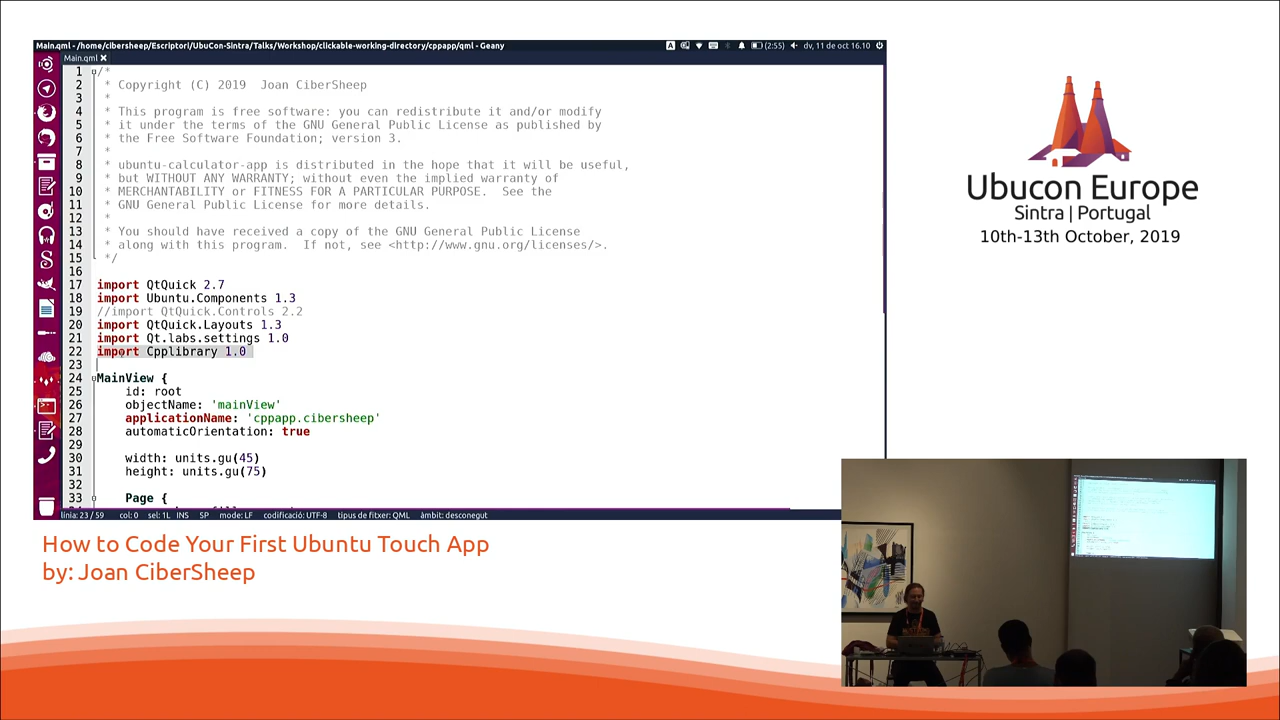 Main.qml - /home/cibersheep/Escriptori/UbuCon-Sintra/Talks/Workshop/clickable-working-directory/cppapp/qml - Geany
A (2:55) dv, 11 de oct 16.10
Main.qml
1 /*
2 * Copyright (C) 2019 Joan CiberSheep
3 *
4 * This program is free software: you can redistribute it and/or modify
5 * it under the terms of the GNU General Public License as published by
6 * the Free Software Foundation; version 3.
7 *
8 * ubuntu-calculator-app is distributed in the hope that it will be useful,
9 * but WITHOUT ANY WARRANTY; without even the implied warranty of
10 * MERCHANTABILITY or FITNESS FOR A PARTICULAR PURPOSE. See the
11 * GNU General Public License for more details.
12 *
13 * You should have received a copy of the GNU General Public License
14 * along with this program. If not, see <http://www.gnu.org/licenses/>.
15 */
16
17 import QtQuick 2.7
18 import Ubuntu.Components 1.3
19 //import QtQuick.Controls 2.2
20 import QtQuick.Layouts 1.3
21 import Qt.labs.settings 1.0
22 import Cpplibrary 1.0
23
24 MainView {
25 id: root
26 objectName: 'mainView'
27 applicationName: 'cppapp.cibersheep'
28 automaticOrientation: true
29
30 width: units.gu(45)
31 height: units.gu(75)
32
33 Page {
línia: 23 / 59 col: 0 sel: 1L INS SP mode: LF codificació: UTF-8 tipus de fitxer: QML àmbit: desconegut
Ubucon Europe
Sintra | Portugal
10th-13th October, 2019
How to Code Your First Ubuntu Touch App
by: Joan CiberSheep